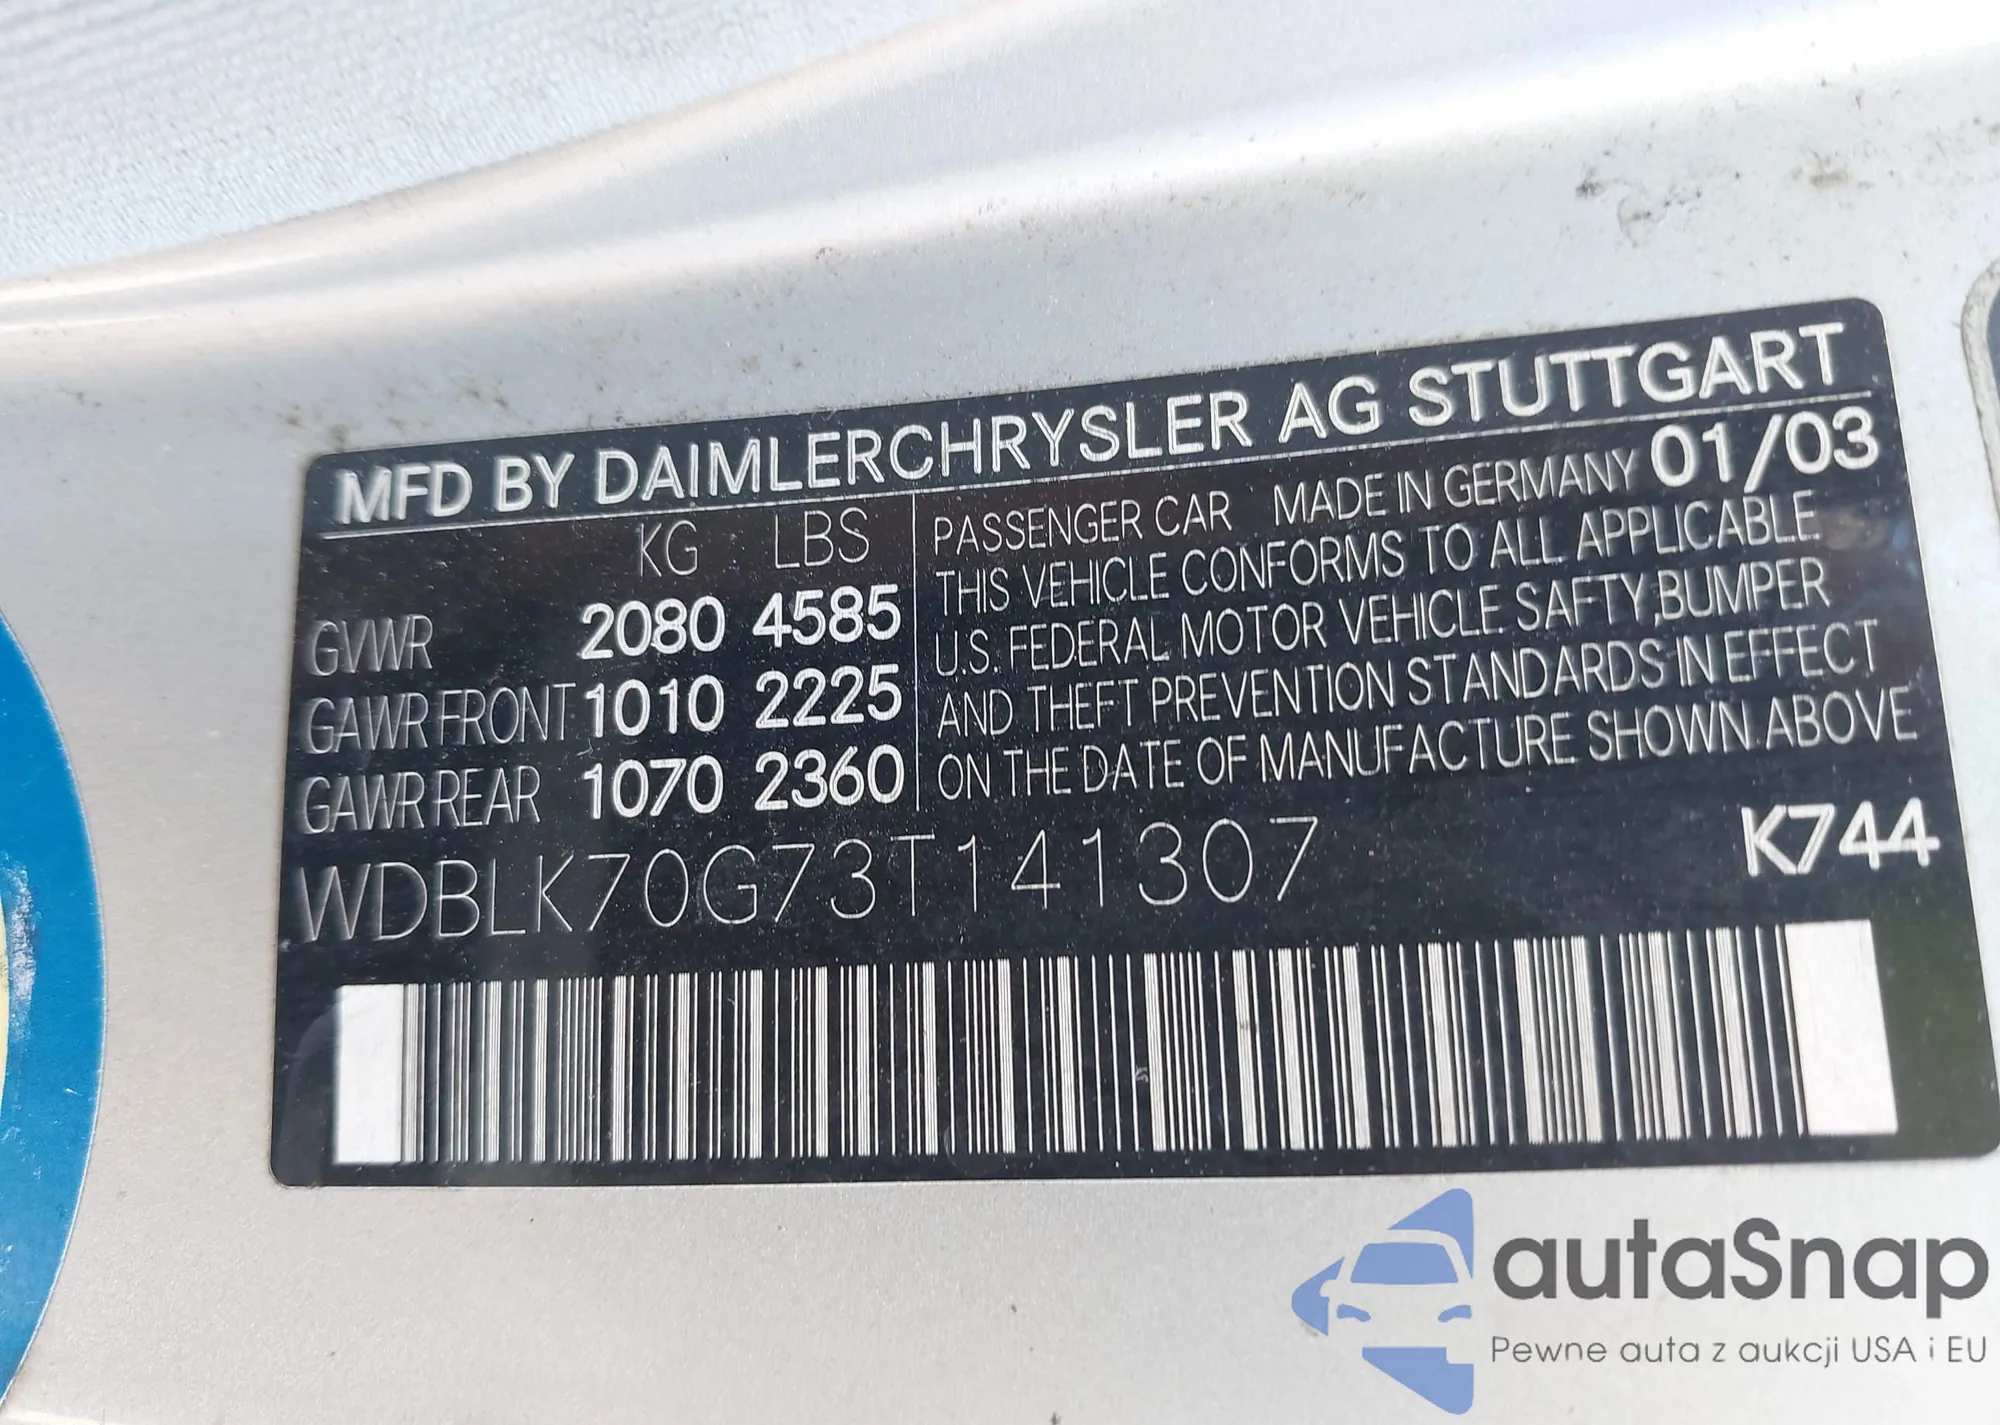 MFD BY DAIMLERCHRYSLER AG STUTTGART
KG LBS
GVWR 2080 4585
GAWR FRONT 1010 2225
GAWR REAR 1070 2360
PASSENGER CAR MADE IN GERMANY 01/03
THIS VEHICLE CONFORMS TO ALL APPLICABLE
U.S. FEDERAL MOTOR VEHICLE SAFTY,BUMPER
AND THEFT PREVENTION STANDARDS IN EFFECT
ON THE DATE OF MANUFACTURE SHOWN ABOVE
WDBLK70G73T141307
K744
autaSnap
Pewne auta z aukcji USA i EU